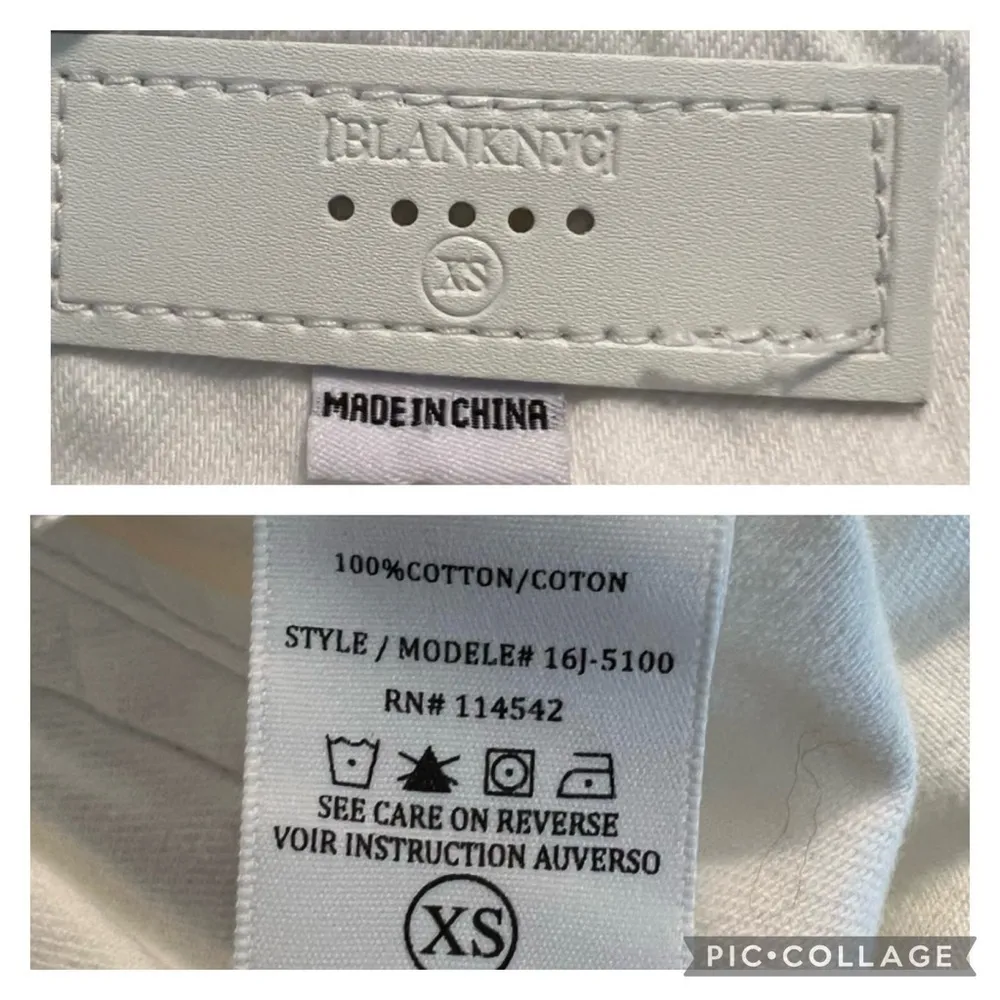 [BLANKNYC]
XS
MADE IN CHINA
100%COTTON/COTON
STYLE / MODELE# 16J-5100
RN# 114542
SEE CARE ON REVERSE
VOIR INSTRUCTION AUVERSO
XS
PIC•COLLAGE